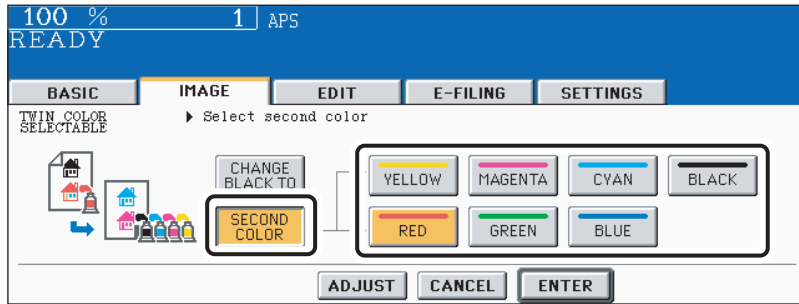 100 % 1 APS
READY
BASIC IMAGE EDIT E-FILING SETTINGS
TWIN COLOR
SELECTABLE
Select second color
CHANGE
BLACK TO
YELLOW MAGENTA CYAN BLACK
SECOND
COLOR
RED GREEN BLUE
ADJUST CANCEL ENTER